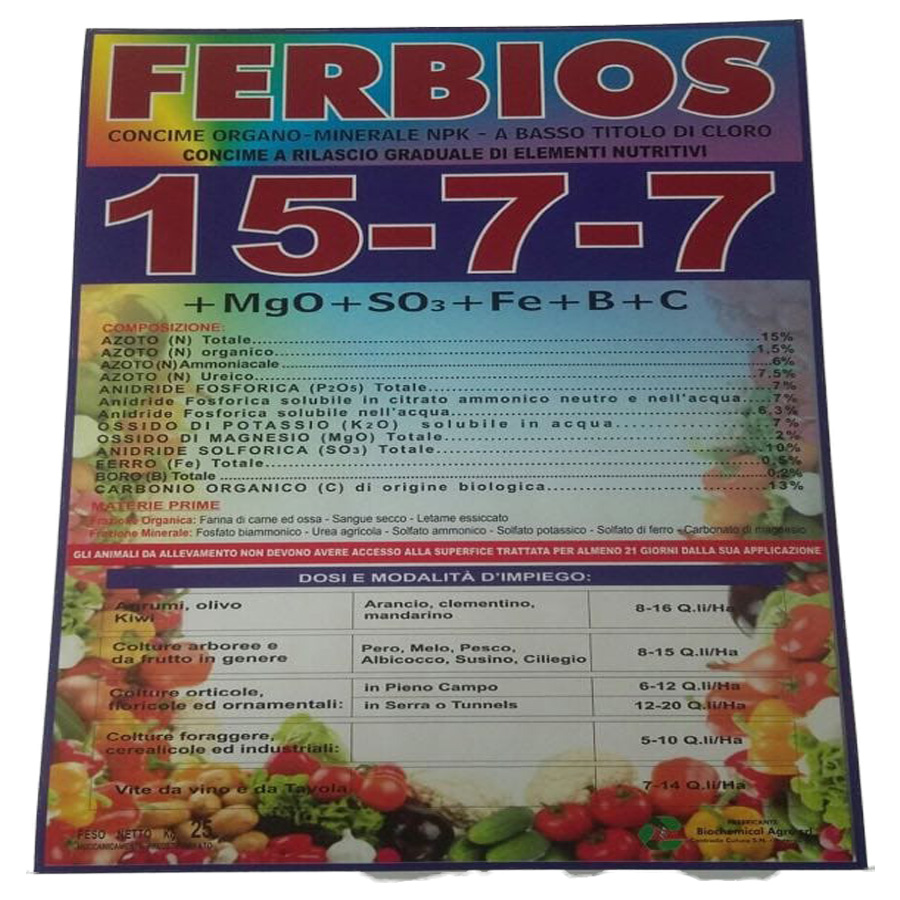 FERBIOS
CONCIME ORGANO-MINERALE NPK - A BASSO TITOLO DI CLORO
CONCIME A RILASCIO GRADUALE DI ELEMENTI NUTRITIVI
15-7-7
+MgO+SO3+Fe+B+C
COMPOSIZIONE:
AZOTO (N) Totale...15%
AZOTO (N) organico...1,5%
AZOTO (N) Ammoniacale...6%
AZOTO (N) Ureico...7,5%
ANIDRIDE FOSFORICA (P2O5) Totale...7%
Anidride Fosforica solubile in citrato ammonico neutro e nell'acqua....7%
Anidride Fosforica solubile nell'acqua...6,3%
OSSIDO DI POTASSIO (K2O) solubile in acqua...7%
OSSIDO DI MAGNESIO (MgO) Totale...2%
ANIDRIDE SOLFORICA (SO3) Totale...10%
FERRO (Fe) Totale...0,6%
BORO (B) Totale...0,2%
CARBONIO ORGANICO (C) di origine biologica...13%
MATERIE PRIME
Frazione Organica: Farina di carne ed ossa - Sangue secco - Letame essiccato
Frazione Minerale: Fosfato biammonico - Urea agricola - Solfato ammonico - Solfato potassico - Solfato di ferro - Carbonato di magnesio
GLI ANIMALI DA ALLEVAMENTO NON DEVONO AVERE ACCESSO ALLA SUPERFICE TRATTATA PER ALMENO 21 GIORNI DALLA SUA APPLICAZIONE
DOSI E MODALITÀ D'IMPIEGO:
Agrumi, olivo Kiwi
Arancio, clementino, mandarino
8-16 Q.li/Ha
Colture arboree e da frutto in genere
Pero, Melo, Pesco, Albicocco, Susino, Ciliegio
8-15 Q.li/Ha
Colture orticole, floricole ed ornamentali:
in Pieno Campo 6-12 Q.li/Ha
in Serra o Tunnels 12-20 Q.li/Ha
Colture foraggere, cerealicole ed industriali:
5-10 Q.li/Ha
Vite da vino e da Tavola
7-14 Q.li/Ha
PESO NETTO Kg 25
Biochemical Agro srl